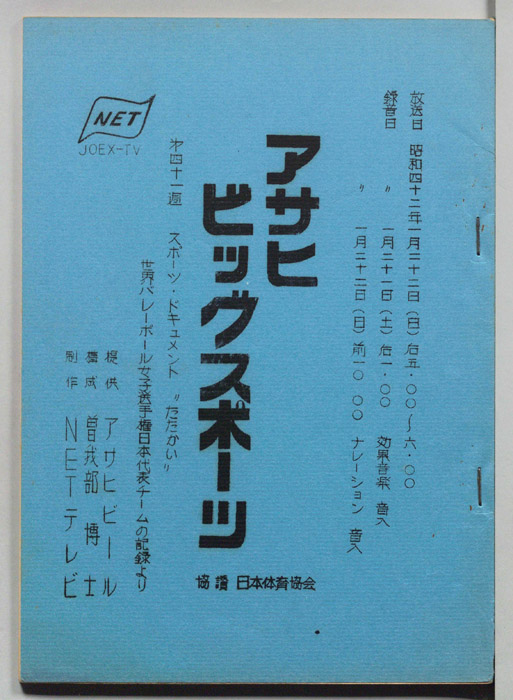 放送日　昭和四十二年一月二十二日（日）后五・〇〇〜六・〇〇
録音日　〃　一月二十一日（土）后一・〇〇　効果音楽　音入
〃　一月二十二日（日）前一〇・〇〇　ナレーション　音入
アサヒ
ビッグスポーツ
協讃　日本体育協会
NET
JOEX-TV
第四十一週　スポーツ・ドキュメント　〃たたかい〃
世界バレーボール女子選手権日本代表チームの記録より
提供　アサヒビール
構成　曽我部　博士
制作　NETテレビ